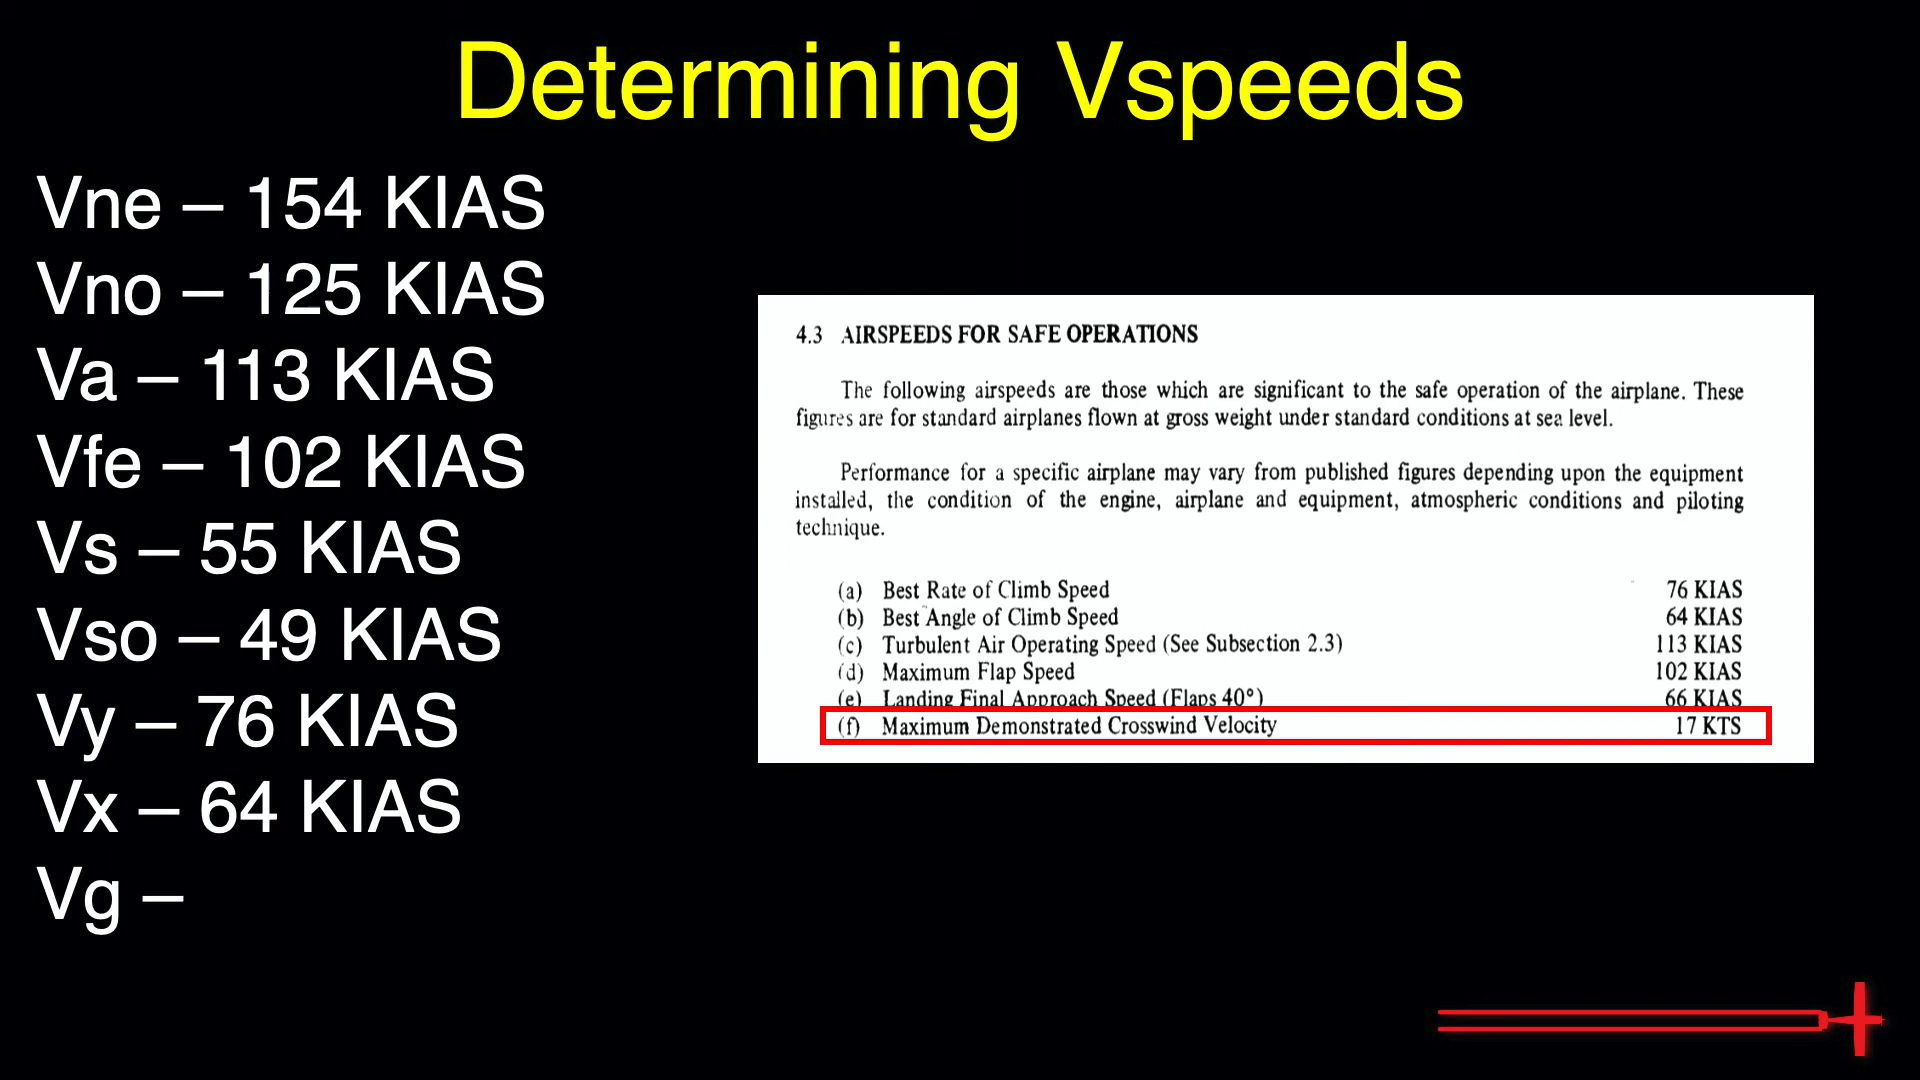 Determining Vspeeds
Vne – 154 KIAS
Vno – 125 KIAS
Va – 113 KIAS
Vfe – 102 KIAS
Vs – 55 KIAS
Vso – 49 KIAS
Vy – 76 KIAS
Vx – 64 KIAS
Vg –
4.3 AIRSPEEDS FOR SAFE OPERATIONS
The following airspeeds are those which are significant to the safe operation of the airplane. These
figures are for standard airplanes flown at gross weight under standard conditions at sea level.
Performance for a specific airplane may vary from published figures depending upon the equipment
installed, the condition of the engine, airplane and equipment, atmospheric conditions and piloting
technique.
(a) Best Rate of Climb Speed 76 KIAS
(b) Best Angle of Climb Speed 64 KIAS
(c) Turbulent Air Operating Speed (See Subsection 2.3) 113 KIAS
(d) Maximum Flap Speed 102 KIAS
(e) Landing Final Approach Speed (Flaps 40°) 66 KIAS
(f) Maximum Demonstrated Crosswind Velocity 17 KTS